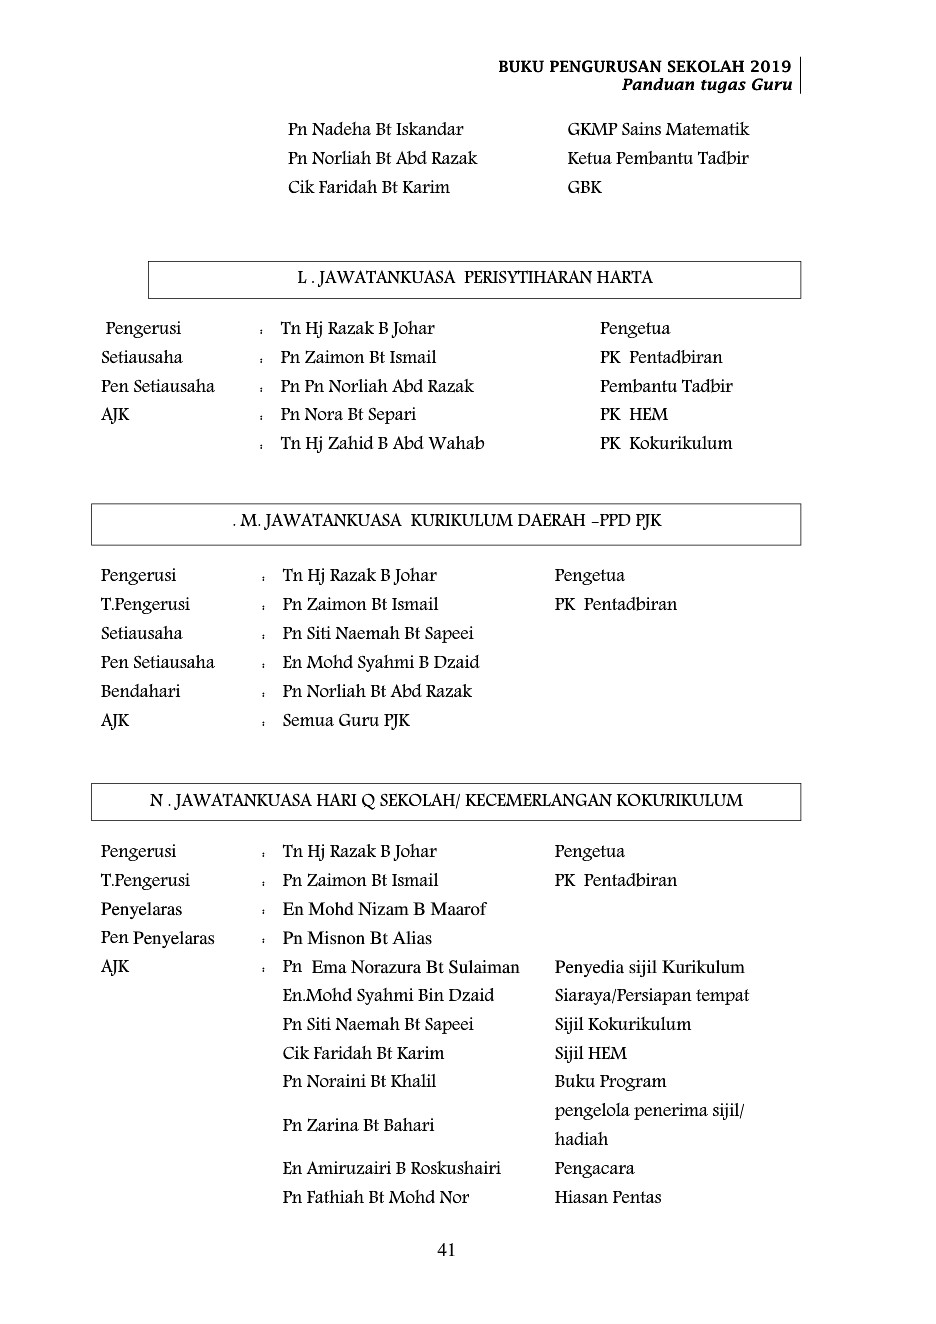 BUKU PENGURUSAN SEKOLAH 2019
Panduan tugas Guru
Pn Nadeha Bt Iskandar GKMP Sains Matematik
Pn Norliah Bt Abd Razak Ketua Pembantu Tadbir
Cik Faridah Bt Karim GBK
L . JAWATANKUASA PERISYTIHARAN HARTA
Pengerusi : Tn Hj Razak B Johar Pengetua
Setiausaha : Pn Zaimon Bt Ismail PK Pentadbiran
Pen Setiausaha : Pn Pn Norliah Abd Razak Pembantu Tadbir
AJK : Pn Nora Bt Separi PK HEM
: Tn Hj Zahid B Abd Wahab PK Kokurikulum
. M. JAWATANKUASA KURIKULUM DAERAH -PPD PJK
Pengerusi : Tn Hj Razak B Johar Pengetua
T.Pengerusi : Pn Zaimon Bt Ismail PK Pentadbiran
Setiausaha : Pn Siti Naemah Bt Sapeei
Pen Setiausaha : En Mohd Syahmi B Dzaid
Bendahari : Pn Norliah Bt Abd Razak
AJK : Semua Guru PJK
N . JAWATANKUASA HARI Q SEKOLAH/ KECEMERLANGAN KOKURIKULUM
Pengerusi : Tn Hj Razak B Johar Pengetua
T.Pengerusi : Pn Zaimon Bt Ismail PK Pentadbiran
Penyelaras : En Mohd Nizam B Maarof
Pen Penyelaras : Pn Misnon Bt Alias
AJK : Pn Ema Norazura Bt Sulaiman Penyedia sijil Kurikulum
En.Mohd Syahmi Bin Dzaid Siaraya/Persiapan tempat
Pn Siti Naemah Bt Sapeei Sijil Kokurikulum
Cik Faridah Bt Karim Sijil HEM
Pn Noraini Bt Khalil Buku Program
Pn Zarina Bt Bahari pengelola penerima sijil/
hadiah
En Amiruzairi B Roskushairi Pengacara
Pn Fathiah Bt Mohd Nor Hiasan Pentas
41